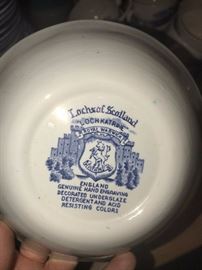 Lochs of Scotland
"LOCH KATRINE"
ROYAL WARWICK
ENGLAND
GENUINE HAND ENGRAVING
DECORATED UNDERGLAZE
DETERGENT AND ACID
RESISTING COLORS